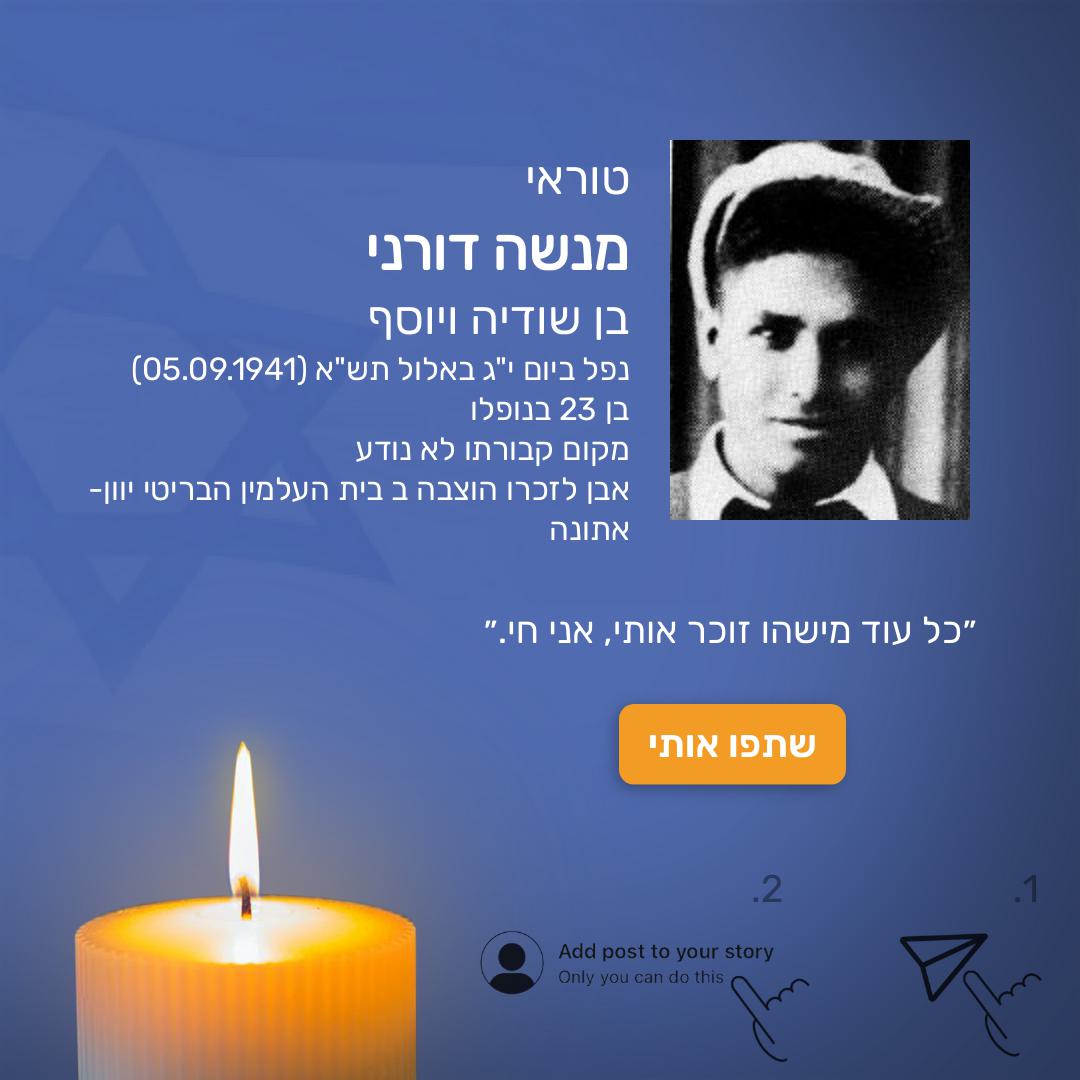 טוראי
מנשה דורני
בן שודיה ויוסף
נפל ביום י"ג באלול תש"א (05.09.1941)
בן 23 בנופלו
מקום קבורתו לא נודע
אבן לזכרו הוצבה ב בית העלמין הבריטי יוון-
אתונה
״כל עוד מישהו זוכר אותי, אני חי.״
שתפו אותי
1.
2.
Add post to your story
Only you can do this